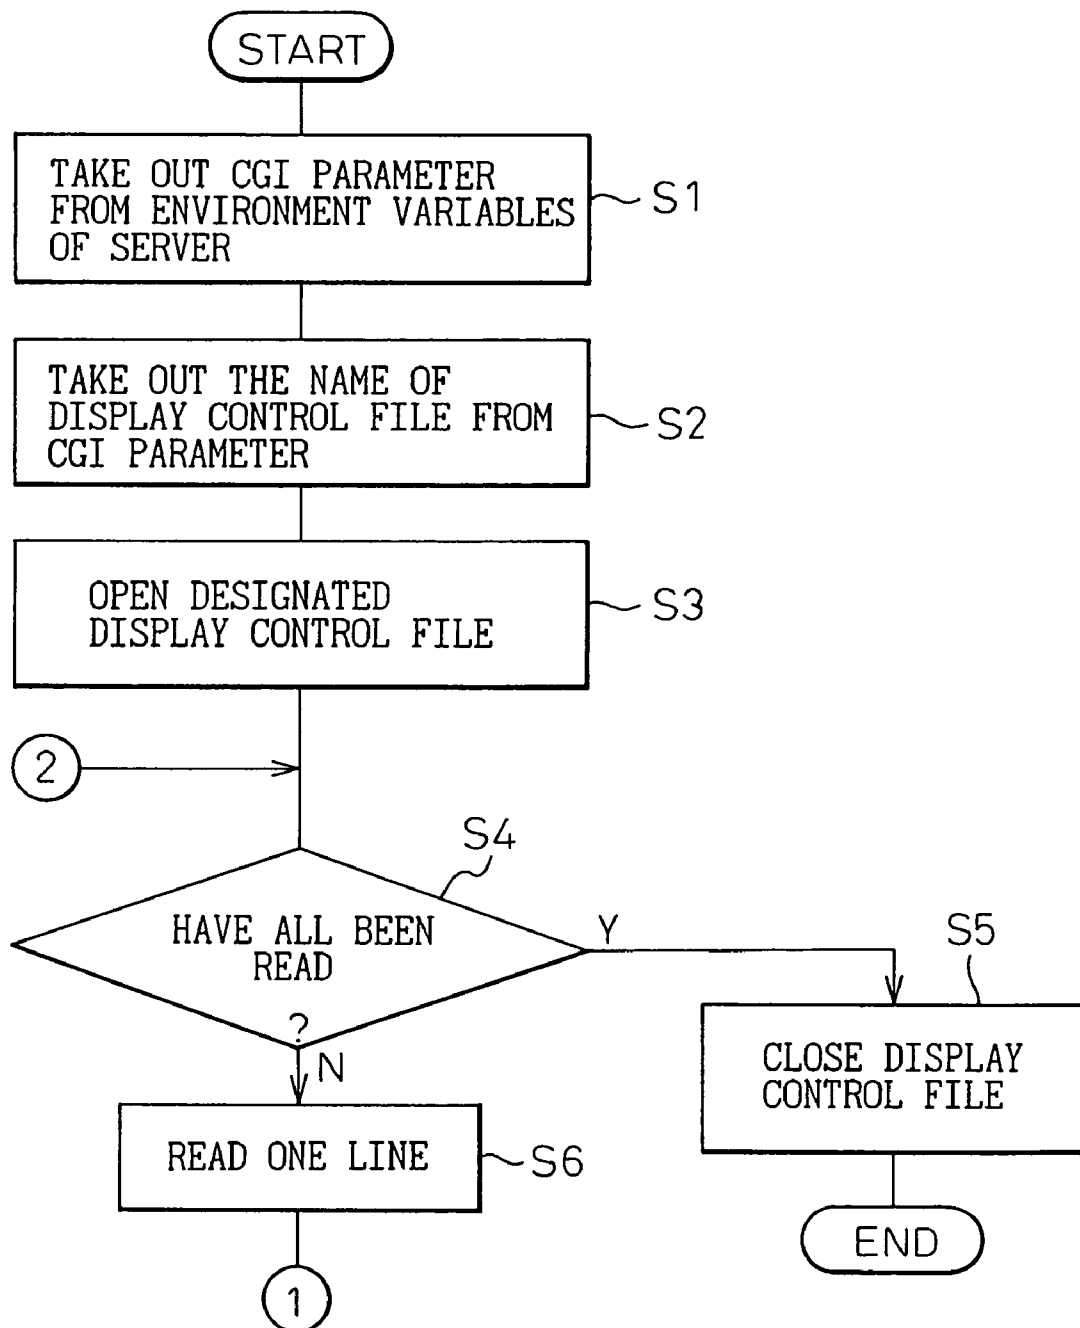 START
TAKE OUT CGI PARAMETER
FROM ENVIRONMENT VARIABLES
OF SERVER
S1
TAKE OUT THE NAME OF
DISPLAY CONTROL FILE FROM
CGI PARAMETER
S2
OPEN DESIGNATED
DISPLAY CONTROL FILE
S3
2
S4
HAVE ALL BEEN
READ
?
Y
N
S5
CLOSE DISPLAY
CONTROL FILE
READ ONE LINE
S6
END
1